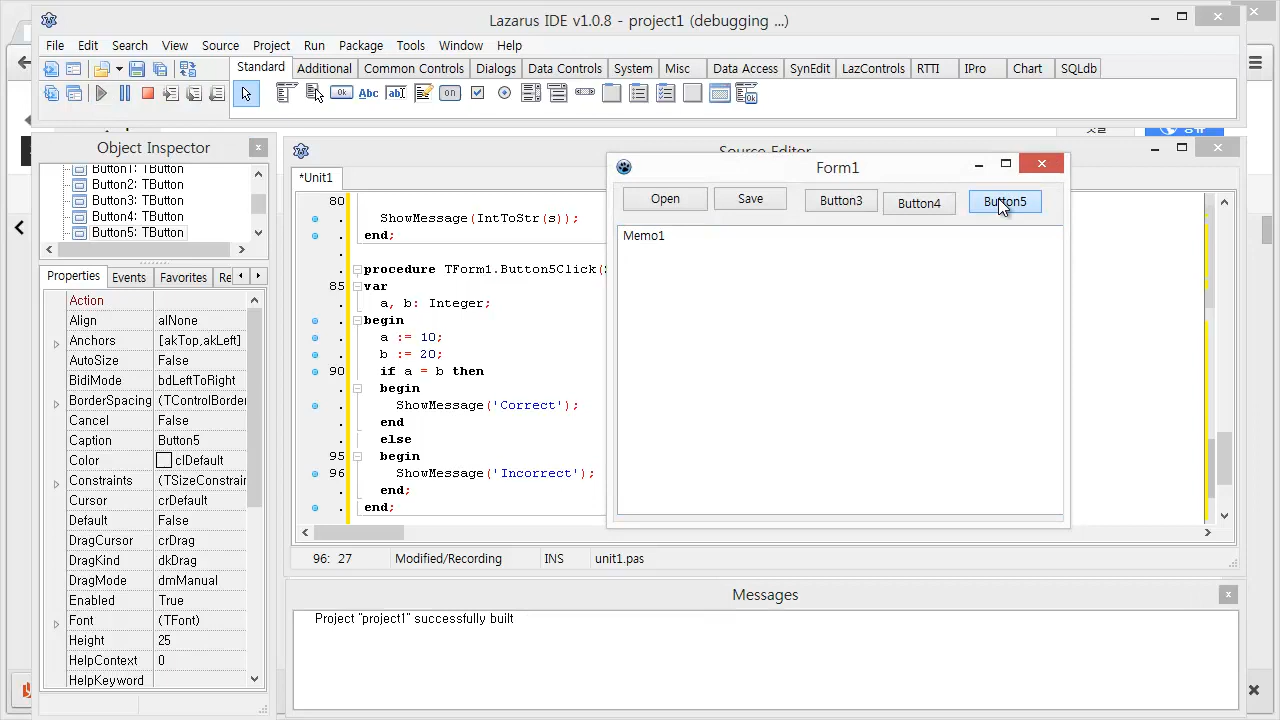 Lazarus IDE v1.0.8 - project1 (debugging ...)
File Edit Search View Source Project Run Package Tools Window Help
Standard Additional Common Controls Dialogs Data Controls System Misc Data Access SynEdit LazControls RTTI IPro Chart SQLdb
Ok Abc ab on Ok
Object Inspector
Button1: TButton
Button2: TButton
Button3: TButton
Button4: TButton
Button5: TButton
Properties Events Favorites Re
Action
Align alNone
Anchors [akTop,akLeft]
AutoSize False
BidiMode bdLeftToRight
BorderSpacing (TControlBorder
Cancel False
Caption Button5
Color clDefault
Constraints (TSizeConstrain
Cursor crDefault
Default False
DragCursor crDrag
DragKind dkDrag
DragMode dmManual
Enabled True
Font (TFont)
Height 25
HelpContext 0
HelpKeyword
Source Editor
*Unit1
80
ShowMessage(IntToStr(s));
end;
procedure TForm1.Button5Click(
85 var
a, b: Integer;
begin
a := 10;
b := 20;
90 if a = b then
begin
ShowMessage('Correct');
end
else
95 begin
96 ShowMessage('Incorrect');
end;
end;
96: 27 Modified/Recording INS unit1.pas
Form1
Open Save Button3 Button4 Button5
Memo1
Messages
Project "project1" successfully built